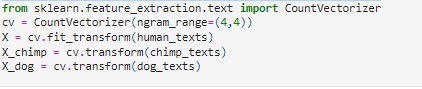 from sklearn.feature_extraction.text import CountVectorizer
cv = CountVectorizer(ngram_range=(4,4))
X = cv.fit_transform(human_texts)
X_chimp = cv.transform(chimp_texts)
X_dog = cv.transform(dog_texts)